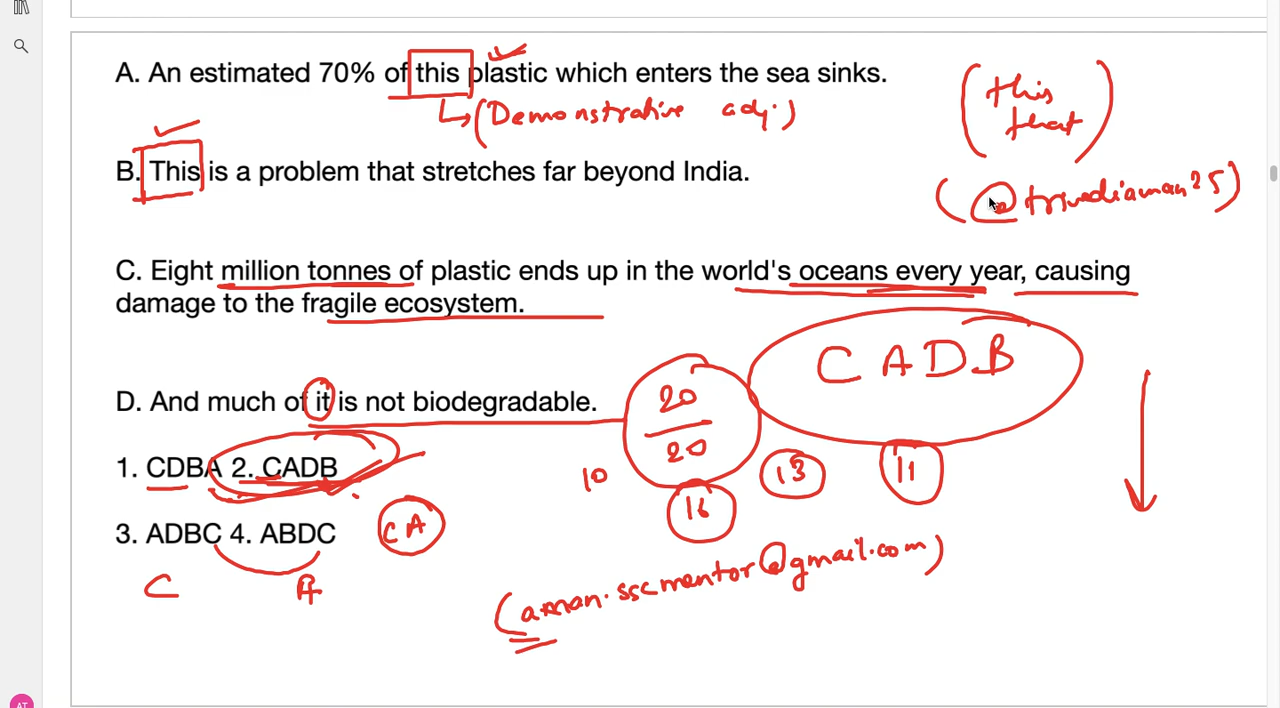 A. An estimated 70% of this plastic which enters the sea sinks.
(Demonstrative adj.)
(this
that)
B. This is a problem that stretches far beyond India.
(@trivediaman25)
C. Eight million tonnes of plastic ends up in the world's oceans every year, causing
damage to the fragile ecosystem.
C A D B
D. And much of it is not biodegradable.
20
20
1. CDBA 2. CADB
10
16
13
11
3. ADBC 4. ABDC
CA
C
A
(aman.sscmentor@gmail.com)
AT